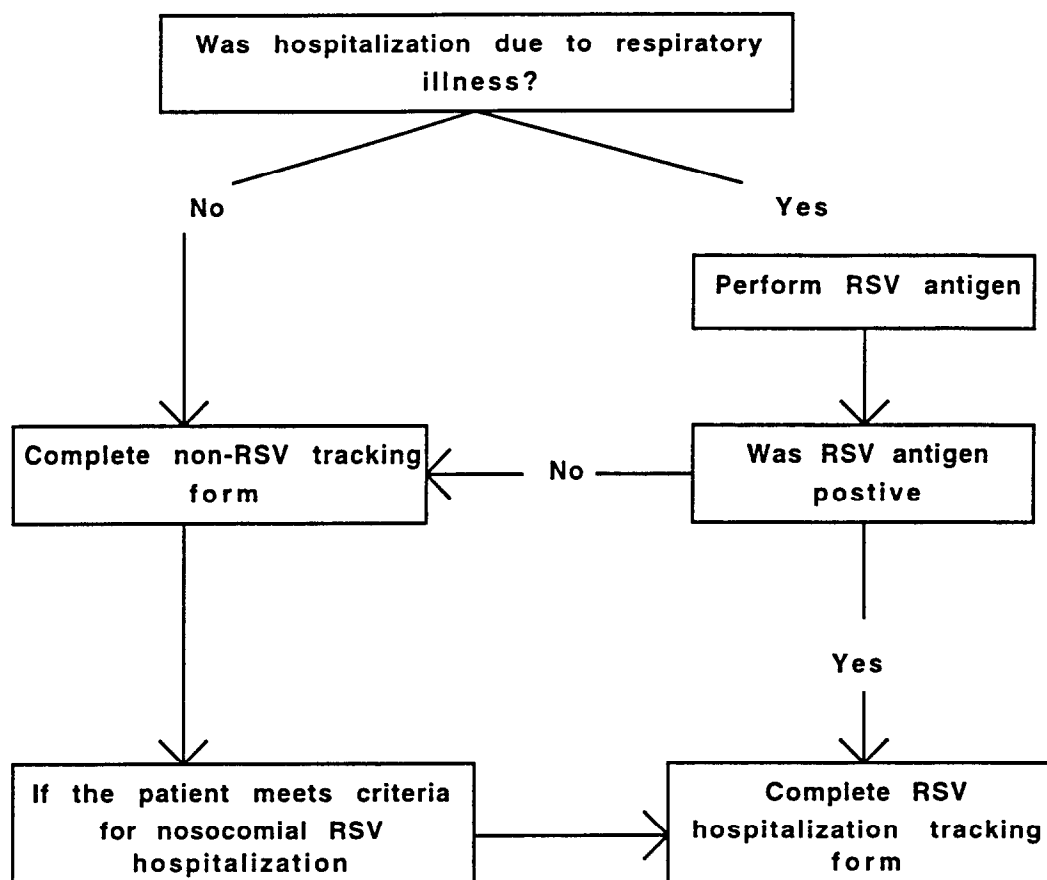 Was hospitalization due to respiratory
illness?
No
Yes
Perform RSV antigen
Complete non-RSV tracking
form
No
Was RSV antigen
postive
Yes
If the patient meets criteria
for nosocomial RSV
hospitalization
Complete RSV
hospitalization tracking
form